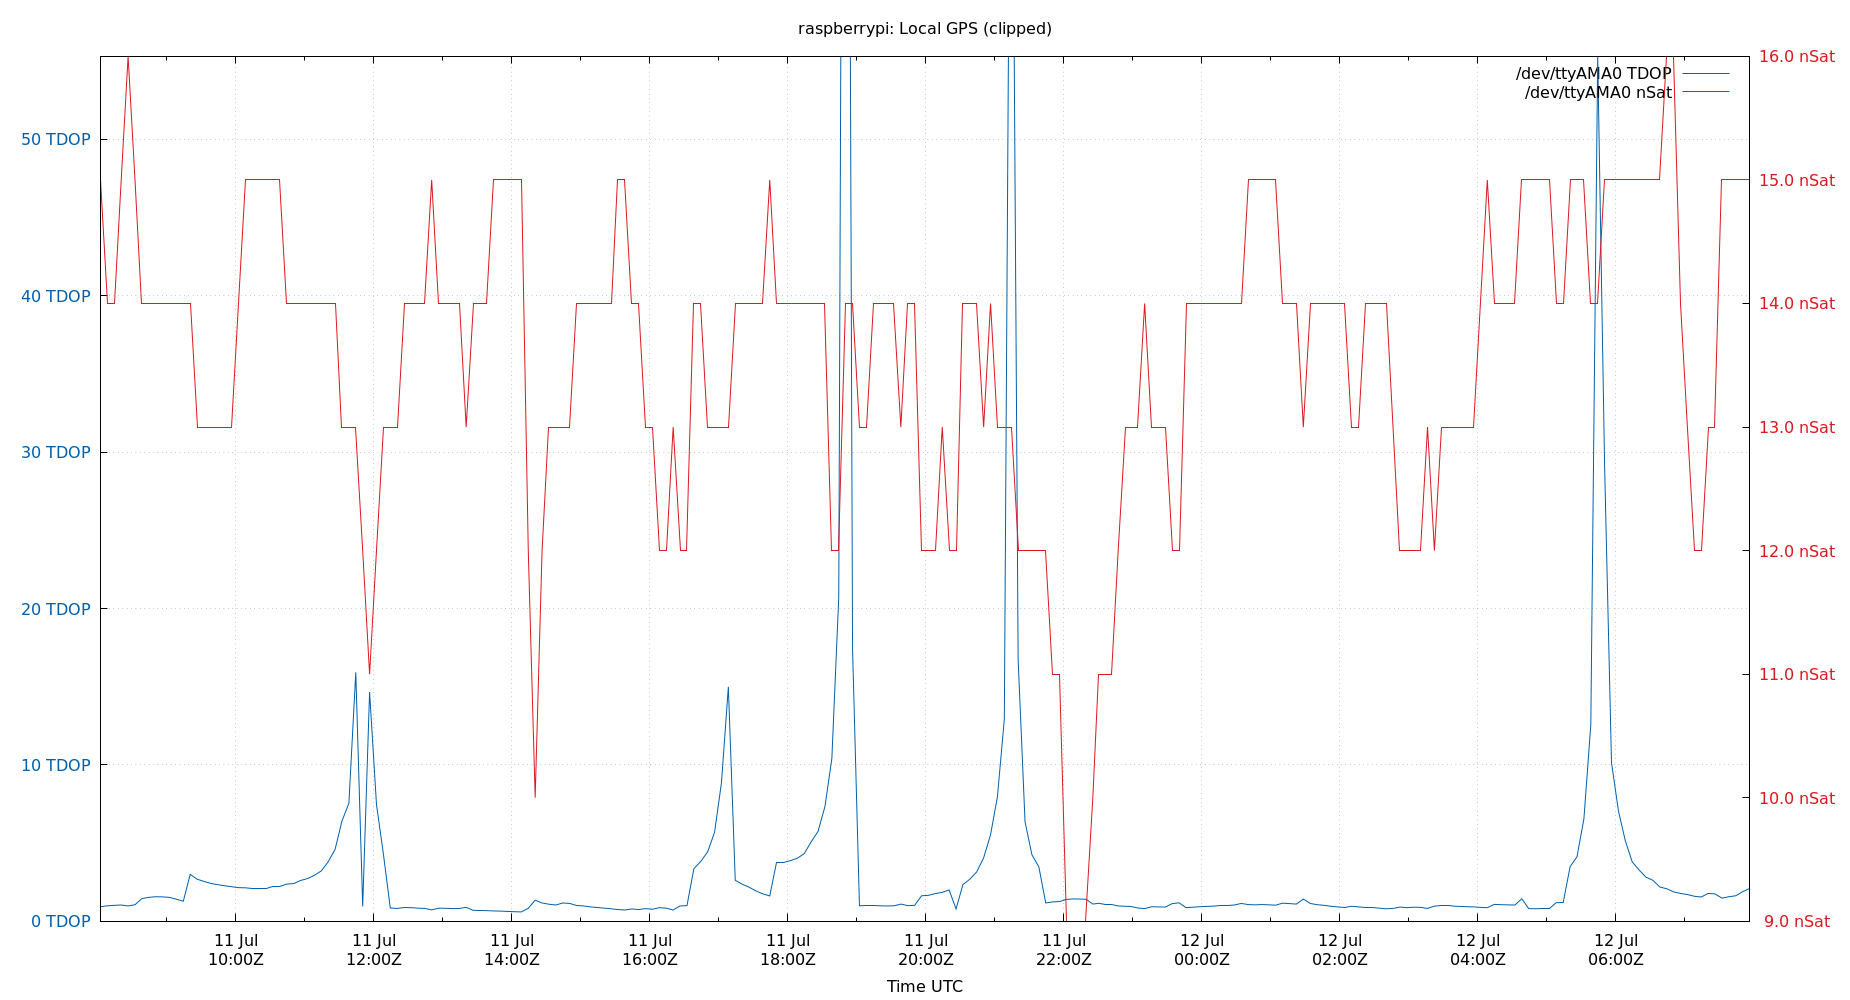 raspberrypi: Local GPS (clipped)
16.0 nSat
/dev/ttyAMA0 TDOP
/dev/ttyAMA0 nSat
50 TDOP
15.0 nSat
40 TDOP
14.0 nSat
13.0 nSat
30 TDOP
12.0 nSat
20 TDOP
11.0 nSat
10 TDOP
10.0 nSat
0 TDOP
9.0 nSat
11 Jul 11 Jul 11 Jul 11 Jul 11 Jul 11 Jul 11 Jul 12 Jul 12 Jul 12 Jul 12 Jul
10:00Z 12:00Z 14:00Z 16:00Z 18:00Z 20:00Z 22:00Z 00:00Z 02:00Z 04:00Z 06:00Z
Time UTC